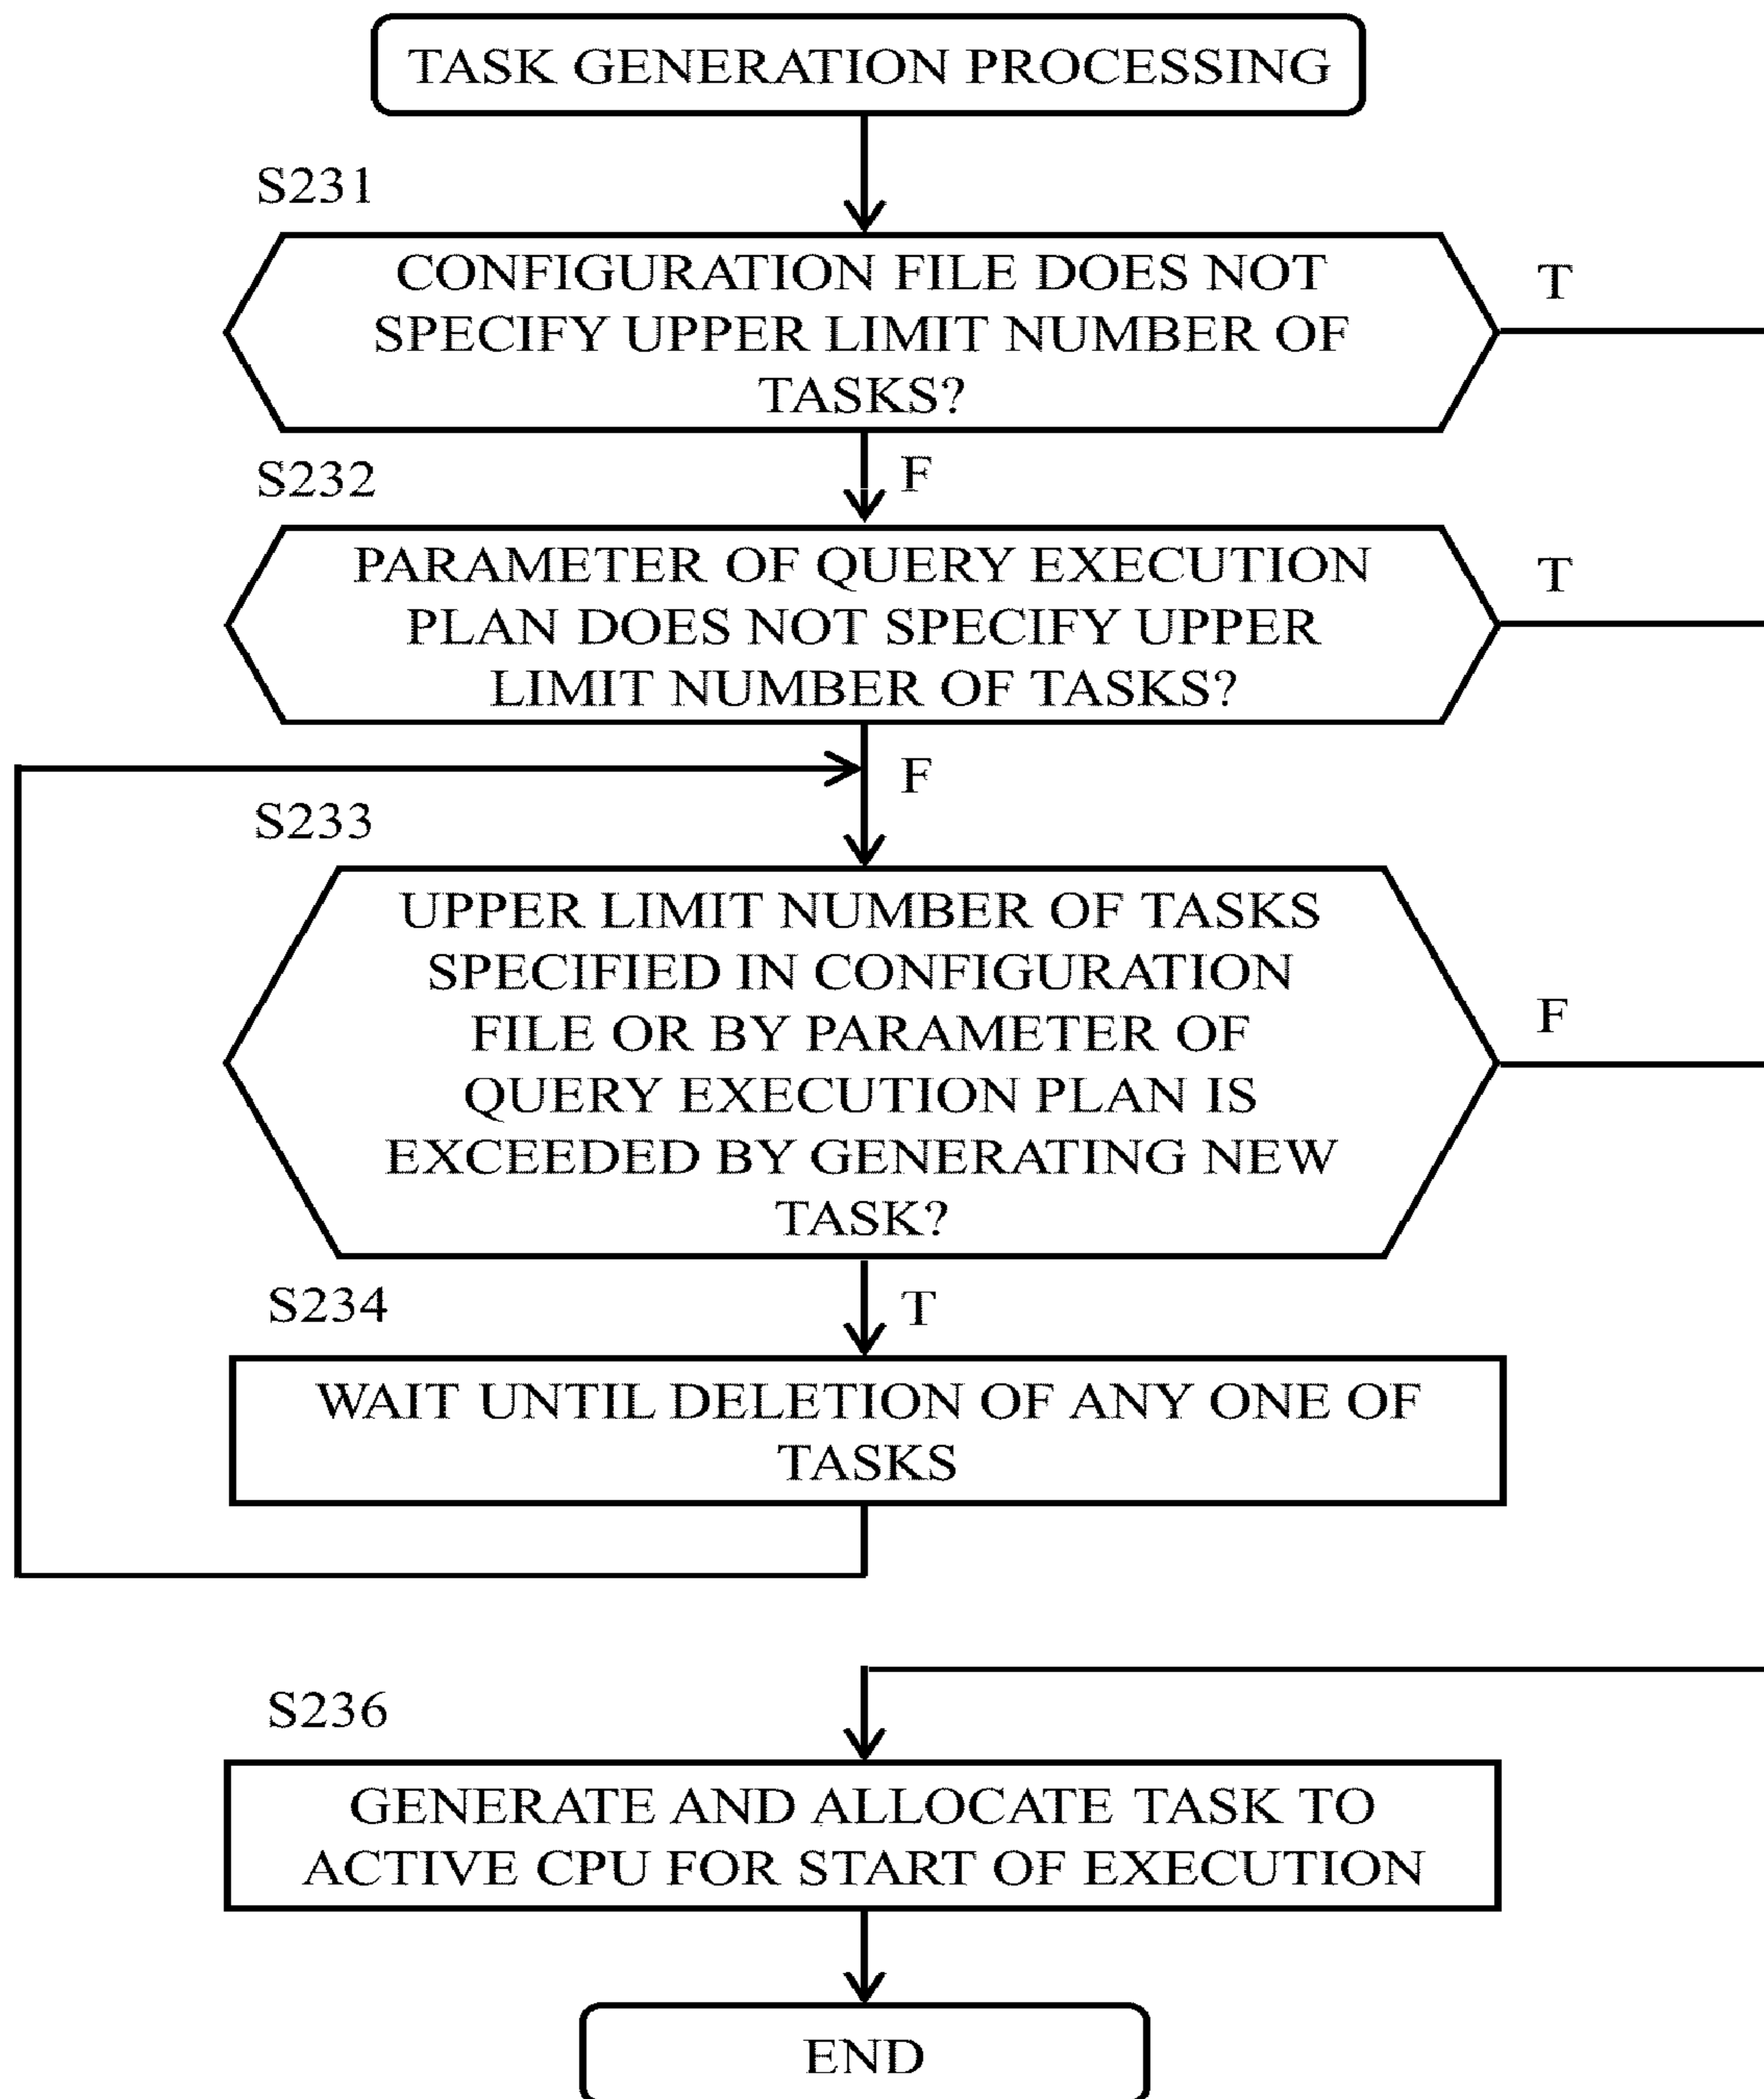 TASK GENERATION PROCESSING
S231
CONFIGURATION FILE DOES NOT
SPECIFY UPPER LIMIT NUMBER OF
TASKS?
T
F
S232
PARAMETER OF QUERY EXECUTION
PLAN DOES NOT SPECIFY UPPER
LIMIT NUMBER OF TASKS?
T
F
S233
UPPER LIMIT NUMBER OF TASKS
SPECIFIED IN CONFIGURATION
FILE OR BY PARAMETER OF
QUERY EXECUTION PLAN IS
EXCEEDED BY GENERATING NEW
TASK?
F
T
S234
WAIT UNTIL DELETION OF ANY ONE OF
TASKS
S236
GENERATE AND ALLOCATE TASK TO
ACTIVE CPU FOR START OF EXECUTION
END